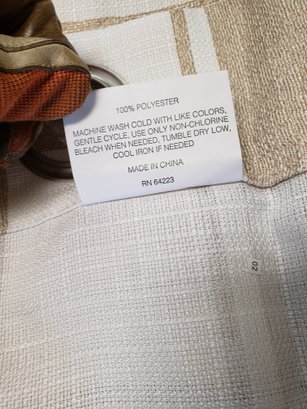 100% POLYESTER
MACHINE WASH COLD WITH LIKE COLORS,
GENTLE CYCLE, USE ONLY NON-CHLORINE
BLEACH WHEN NEEDED, TUMBLE DRY LOW,
COOL IRON IF NEEDED
MADE IN CHINA
RN 64223
02